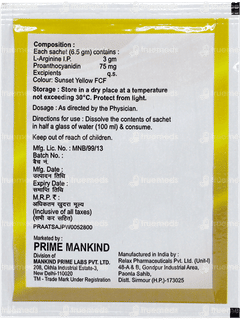 Composition :
Each sachet (6.5 gm) contains :
L-Arginine I.P. 3 gm
Proanthocyanidin 75 mg
Excipients q.s.
Colour: Sunset Yellow FCF
Storage : Store in a dry place at a temperature
not exceeding 30°C. Protect from light.
Dosage : As directed by the Physician.
Directions for use : Dissolve the contents of sachet
in half a glass of water (100 ml) & consume.
Keep out of reach of children.
Mfg. Lic. No. : MNB/99/13
Batch No. :
बैच नं.
Mfg. Date :
उत्पादन तिथि
Expiry Date :
समाप्ति तिथि
M.R.P. ₹ :
अधिकतम खुदरा मूल्य
(Inclusive of all taxes)
(सभी कर सहित)
PRAATSAJP/W0052800
Marketed by :
PRIME MANKIND
Division of
MANKIND PRIME LABS PVT. LTD.
208, Okhla Industrial Estate-3,
New Delhi-110020
TM - Trade Mark Under Registration
Manufactured in India by :
Relax Pharmaceuticals Pvt. Ltd. (Unit-I)
48-A & B, Gondpur Industrial Area,
Paonta Sahib,
Distt. Sirmour (H.P.)-173025